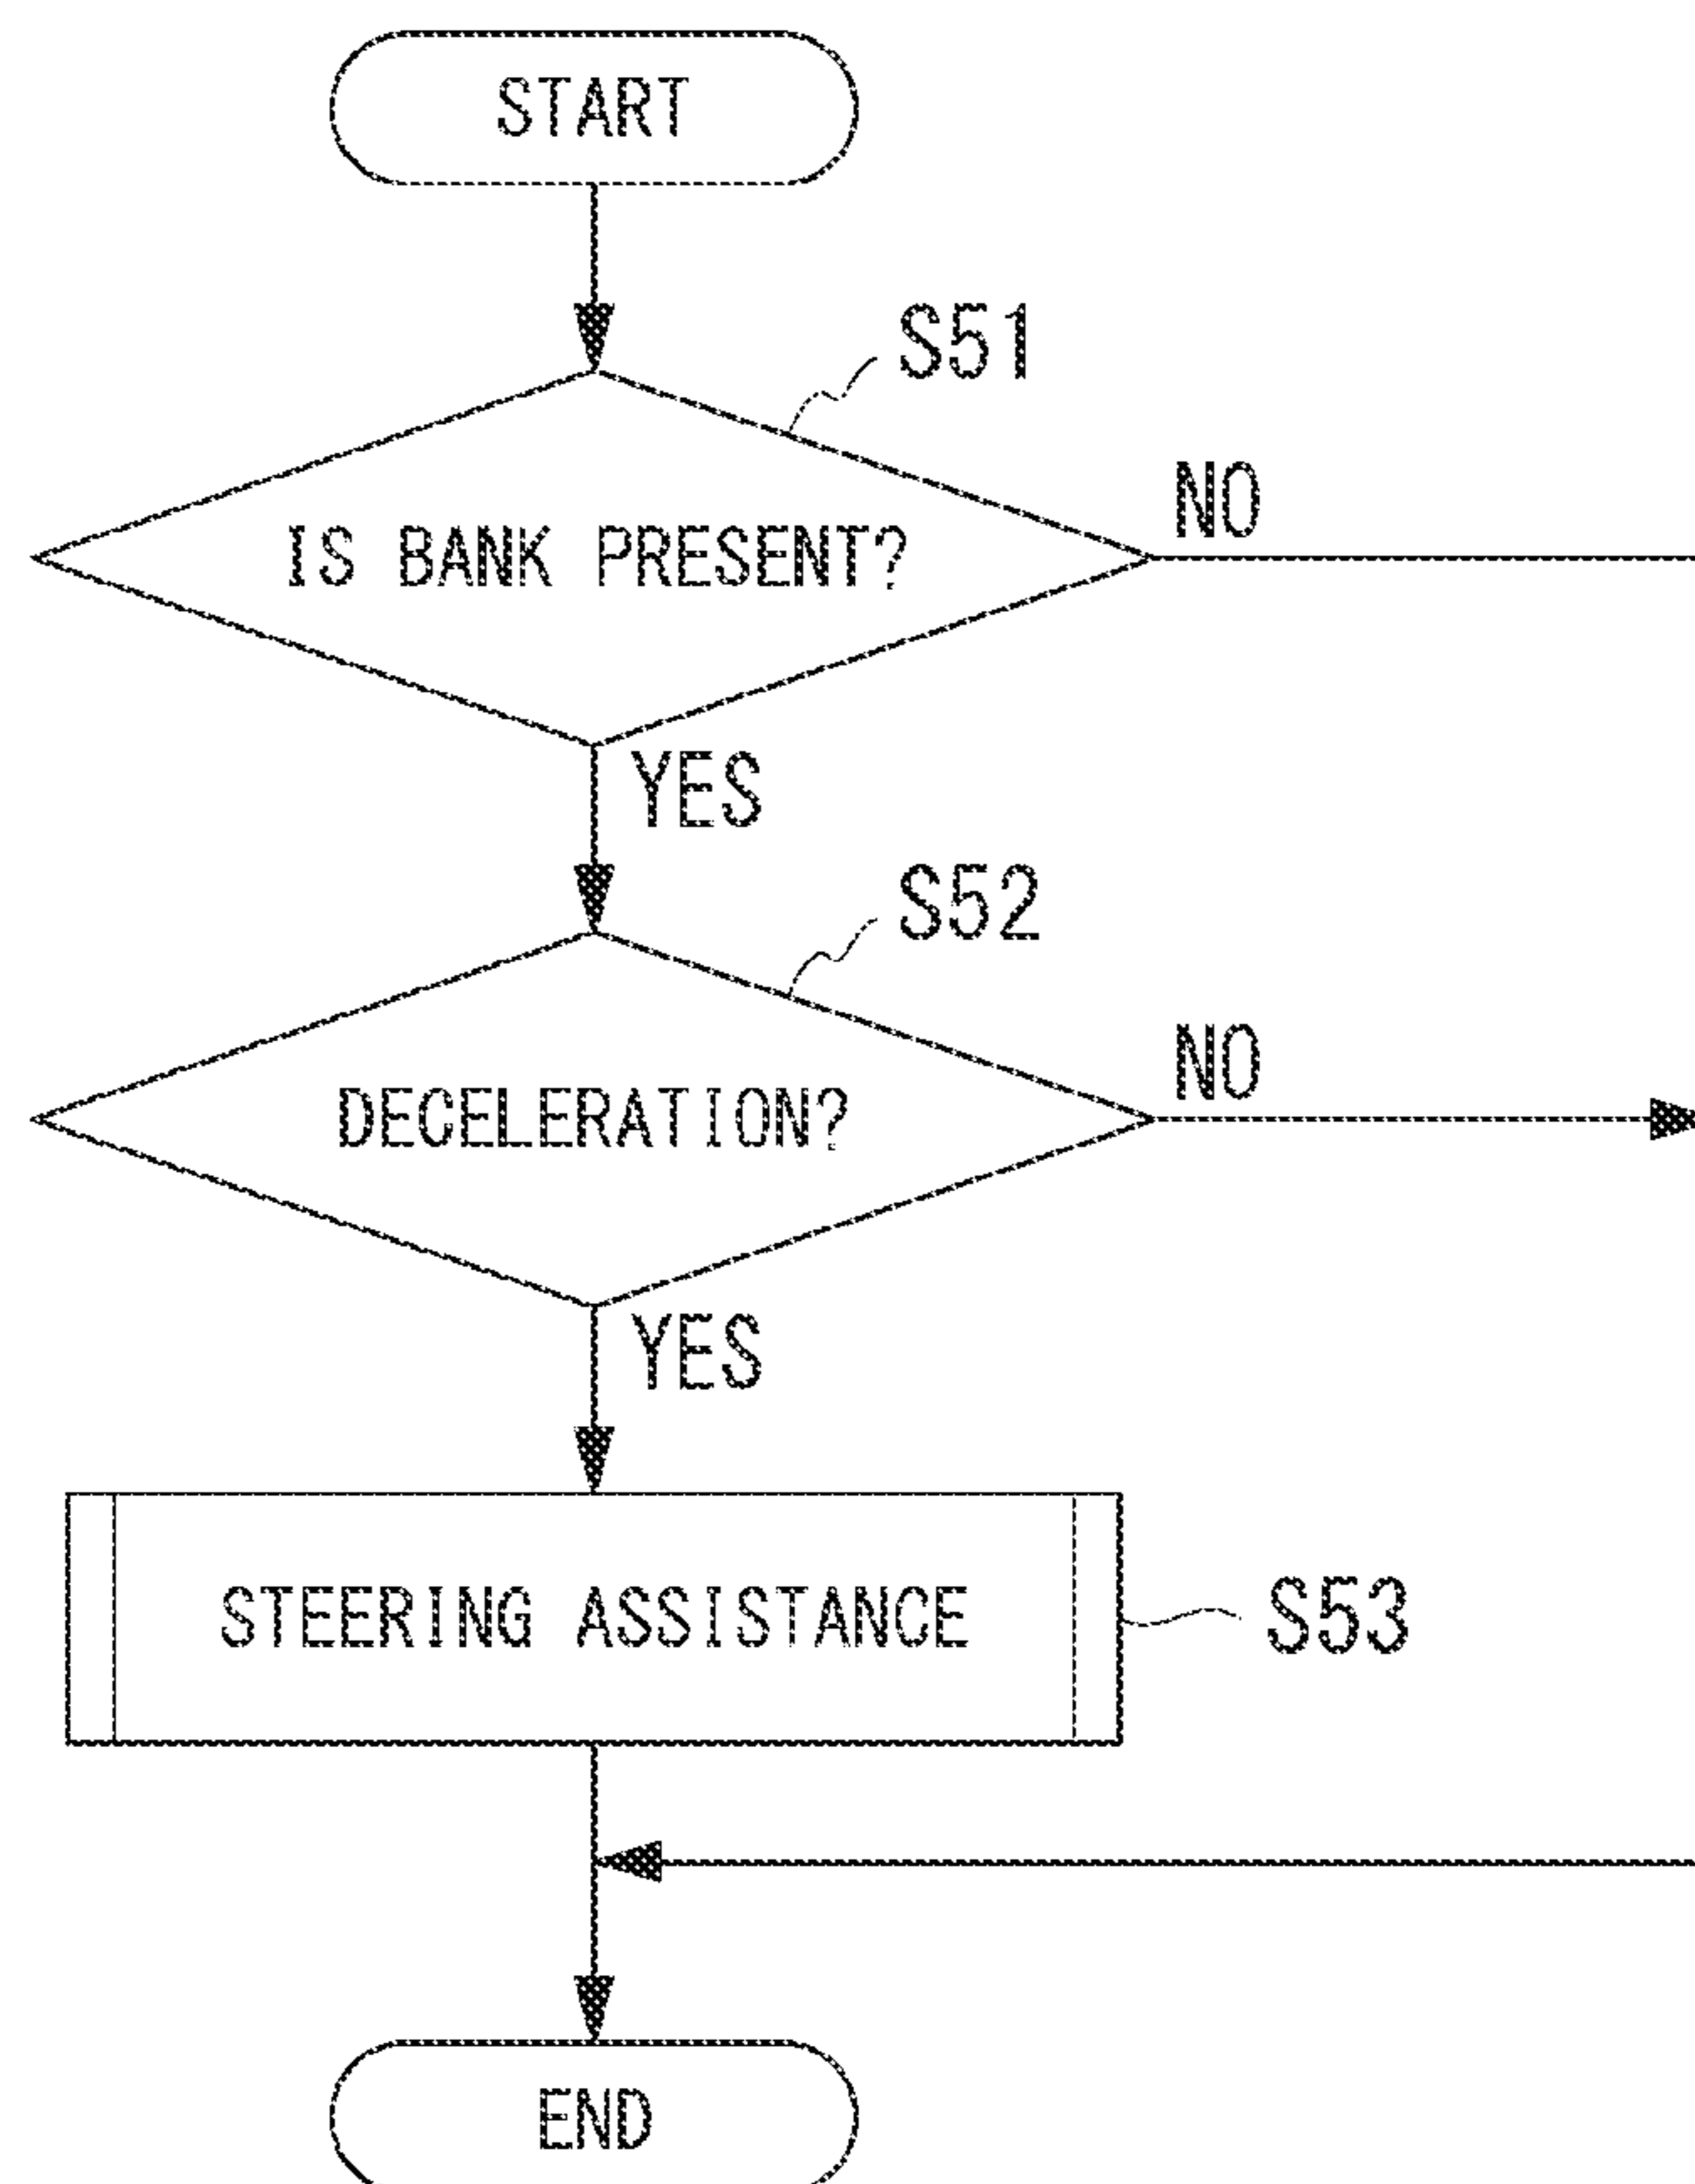 START
S51
IS BANK PRESENT?
NO
YES
S52
DECELERATION?
NO
YES
STEERING ASSISTANCE
S53
END